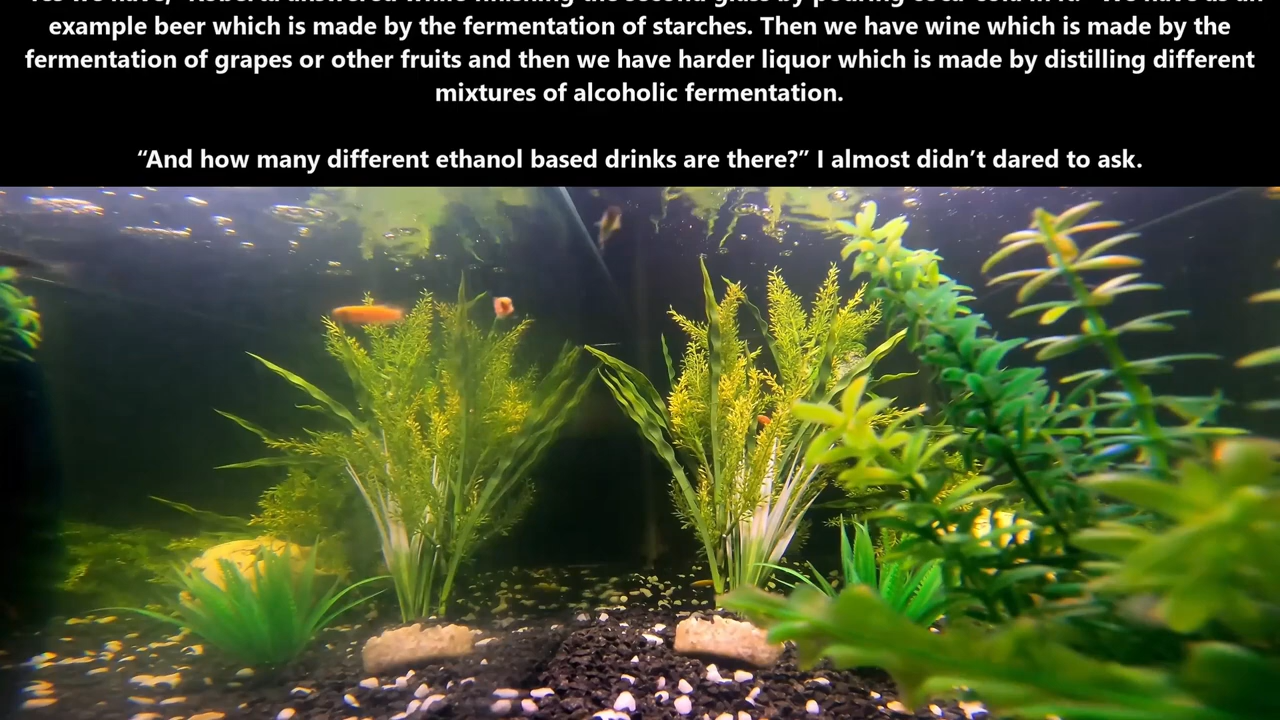 example beer which is made by the fermentation of starches. Then we have wine which is made by the
fermentation of grapes or other fruits and then we have harder liquor which is made by distilling different
mixtures of alcoholic fermentation.
“And how many different ethanol based drinks are there?” I almost didn’t dared to ask.